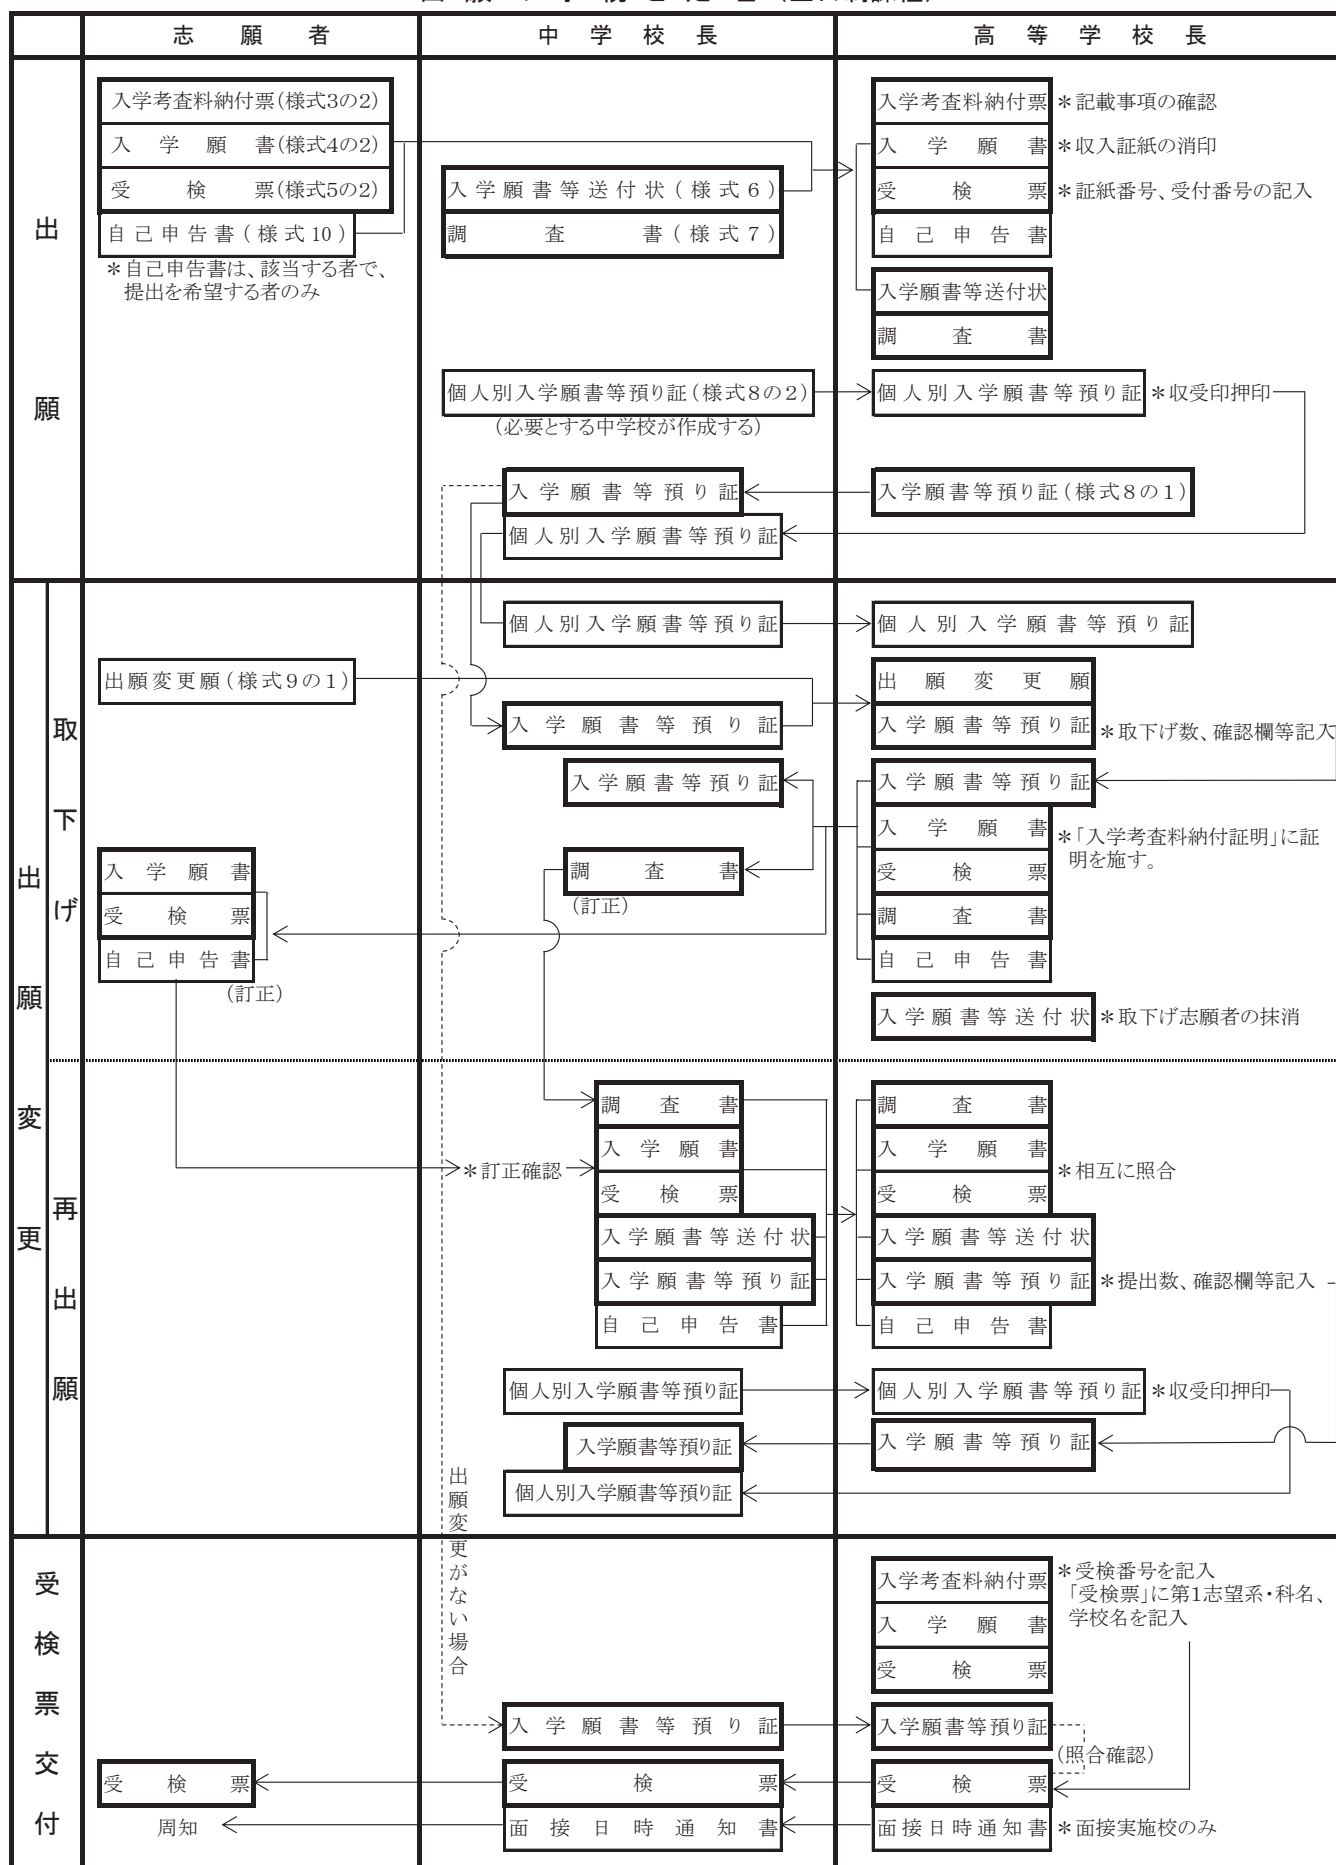 志願者
中学校長
高等学校長
出願
入学考査料納付票(様式3の2)
入学願書(様式4の2)
受検票(様式5の2)
自己申告書(様式10)
＊自己申告書は、該当する者で、
提出を希望する者のみ
入学願書等送付状(様式6)
調査書(様式7)
入学考査料納付票 ＊記載事項の確認
入学願書 ＊収入証紙の消印
受検票 ＊証紙番号、受付番号の記入
自己申告書
入学願書等送付状
調査書
個人別入学願書等預り証(様式8の2)
(必要とする中学校が作成する)
個人別入学願書等預り証 ＊収受印押印
入学願書等預り証
入学願書等預り証(様式8の1)
個人別入学願書等預り証
出願変更
取下げ
個人別入学願書等預り証
個人別入学願書等預り証
出願変更願(様式9の1)
出願変更願
入学願書等預り証
入学願書等預り証 ＊取下げ数、確認欄等記入
入学願書等預り証
入学願書等預り証
入学願書
＊「入学考査料納付証明」に証
明を施す。
受検票
調査書
自己申告書
調査書
(訂正)
入学願書
受検票
自己申告書
(訂正)
入学願書等送付状 ＊取下げ志願者の抹消
再出願
＊訂正確認
調査書
入学願書
受検票
入学願書等送付状
入学願書等預り証
自己申告書
調査書
入学願書
＊相互に照合
受検票
入学願書等送付状
入学願書等預り証 ＊提出数、確認欄等記入
自己申告書
個人別入学願書等預り証
個人別入学願書等預り証 ＊収受印押印
入学願書等預り証
入学願書等預り証
個人別入学願書等預り証
出願変更がない場合
受検票交付
入学考査料納付票
入学願書
受検票
＊受検番号を記入
「受検票」に第1志望系・科名、
学校名を記入
入学願書等預り証
入学願書等預り証
(照合確認)
受検票
受検票
受検票
周知
面接日時通知書
面接日時通知書 ＊面接実施校のみ